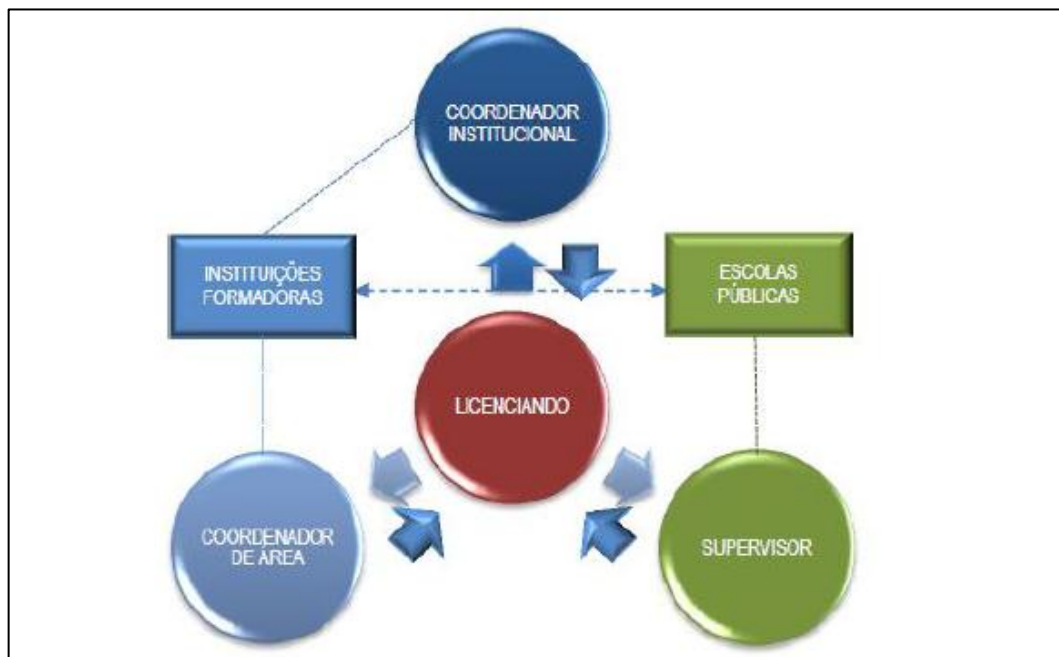 COORDENADOR
INSTITUCIONAL
INSTITUIÇÕES
FORMADORAS
ESCOLAS
PÚBLICAS
LICENCIANDO
COORDENADOR
DE ÁREA
SUPERVISOR